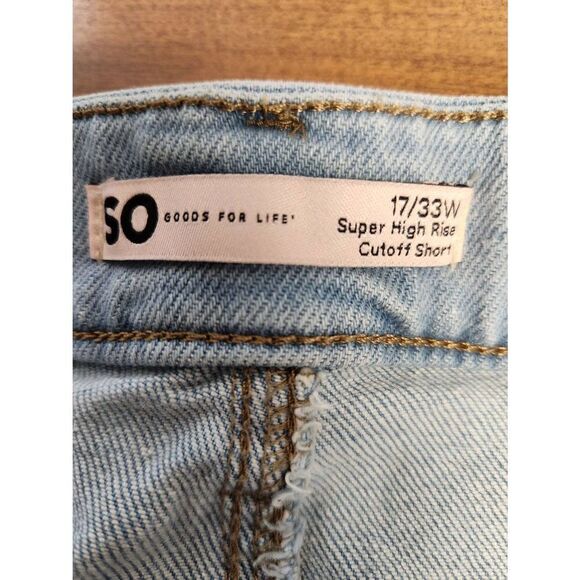 SO GOODS FOR LIFE'
17/33W
Super High Rise
Cutoff Short